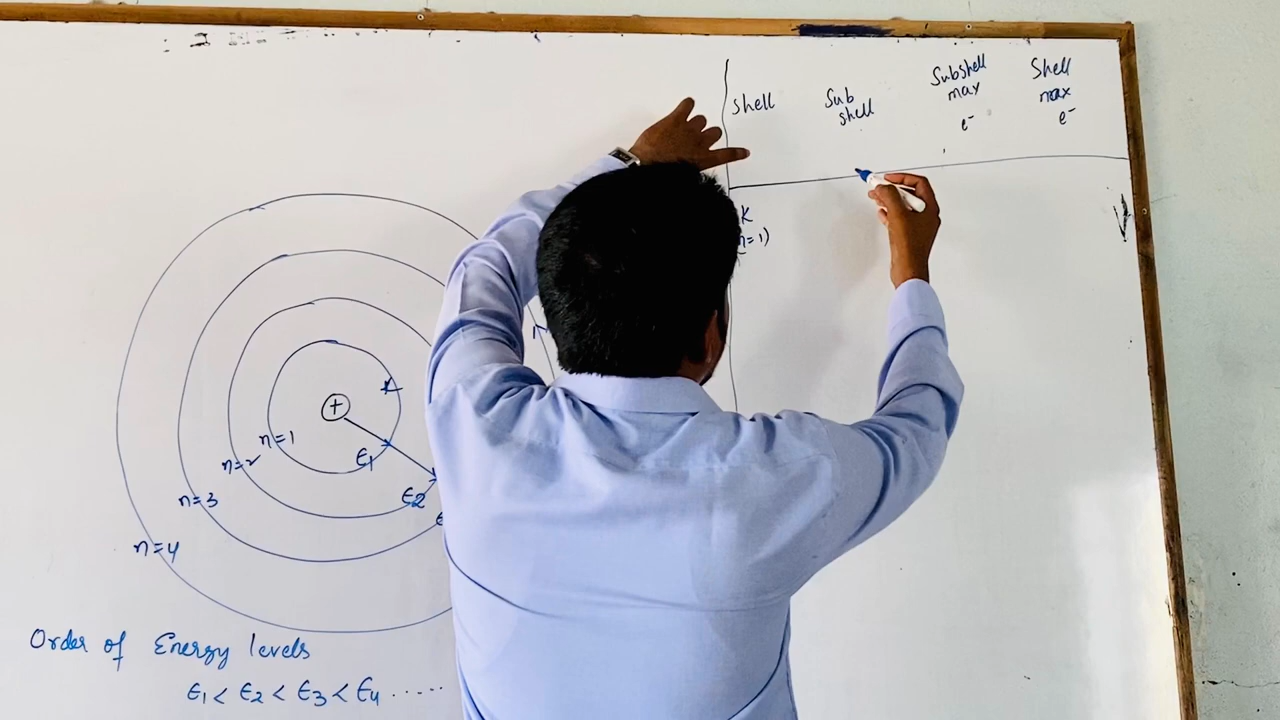 shell
Sub
shell
Subshell
max
e⁻
Shell
max
e⁻
K
n=1)
+
K
n=1
n=2
n=3
n=4
E1
E2
Order of Energy levels
E1 < E2 < E3 < E4 ......